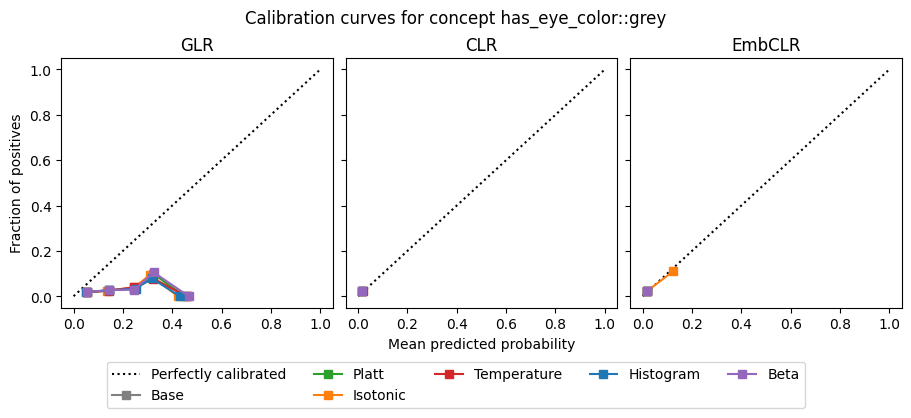 Calibration curves for concept has_eye_color::grey
GLR
CLR
EmbCLR
Fraction of positives
1.0
0.8
0.6
0.4
0.2
0.0
0.0 0.2 0.4 0.6 0.8 1.0
0.0 0.2 0.4 0.6 0.8 1.0
0.0 0.2 0.4 0.6 0.8 1.0
Mean predicted probability
Perfectly calibrated Platt Temperature Histogram Beta
Base Isotonic